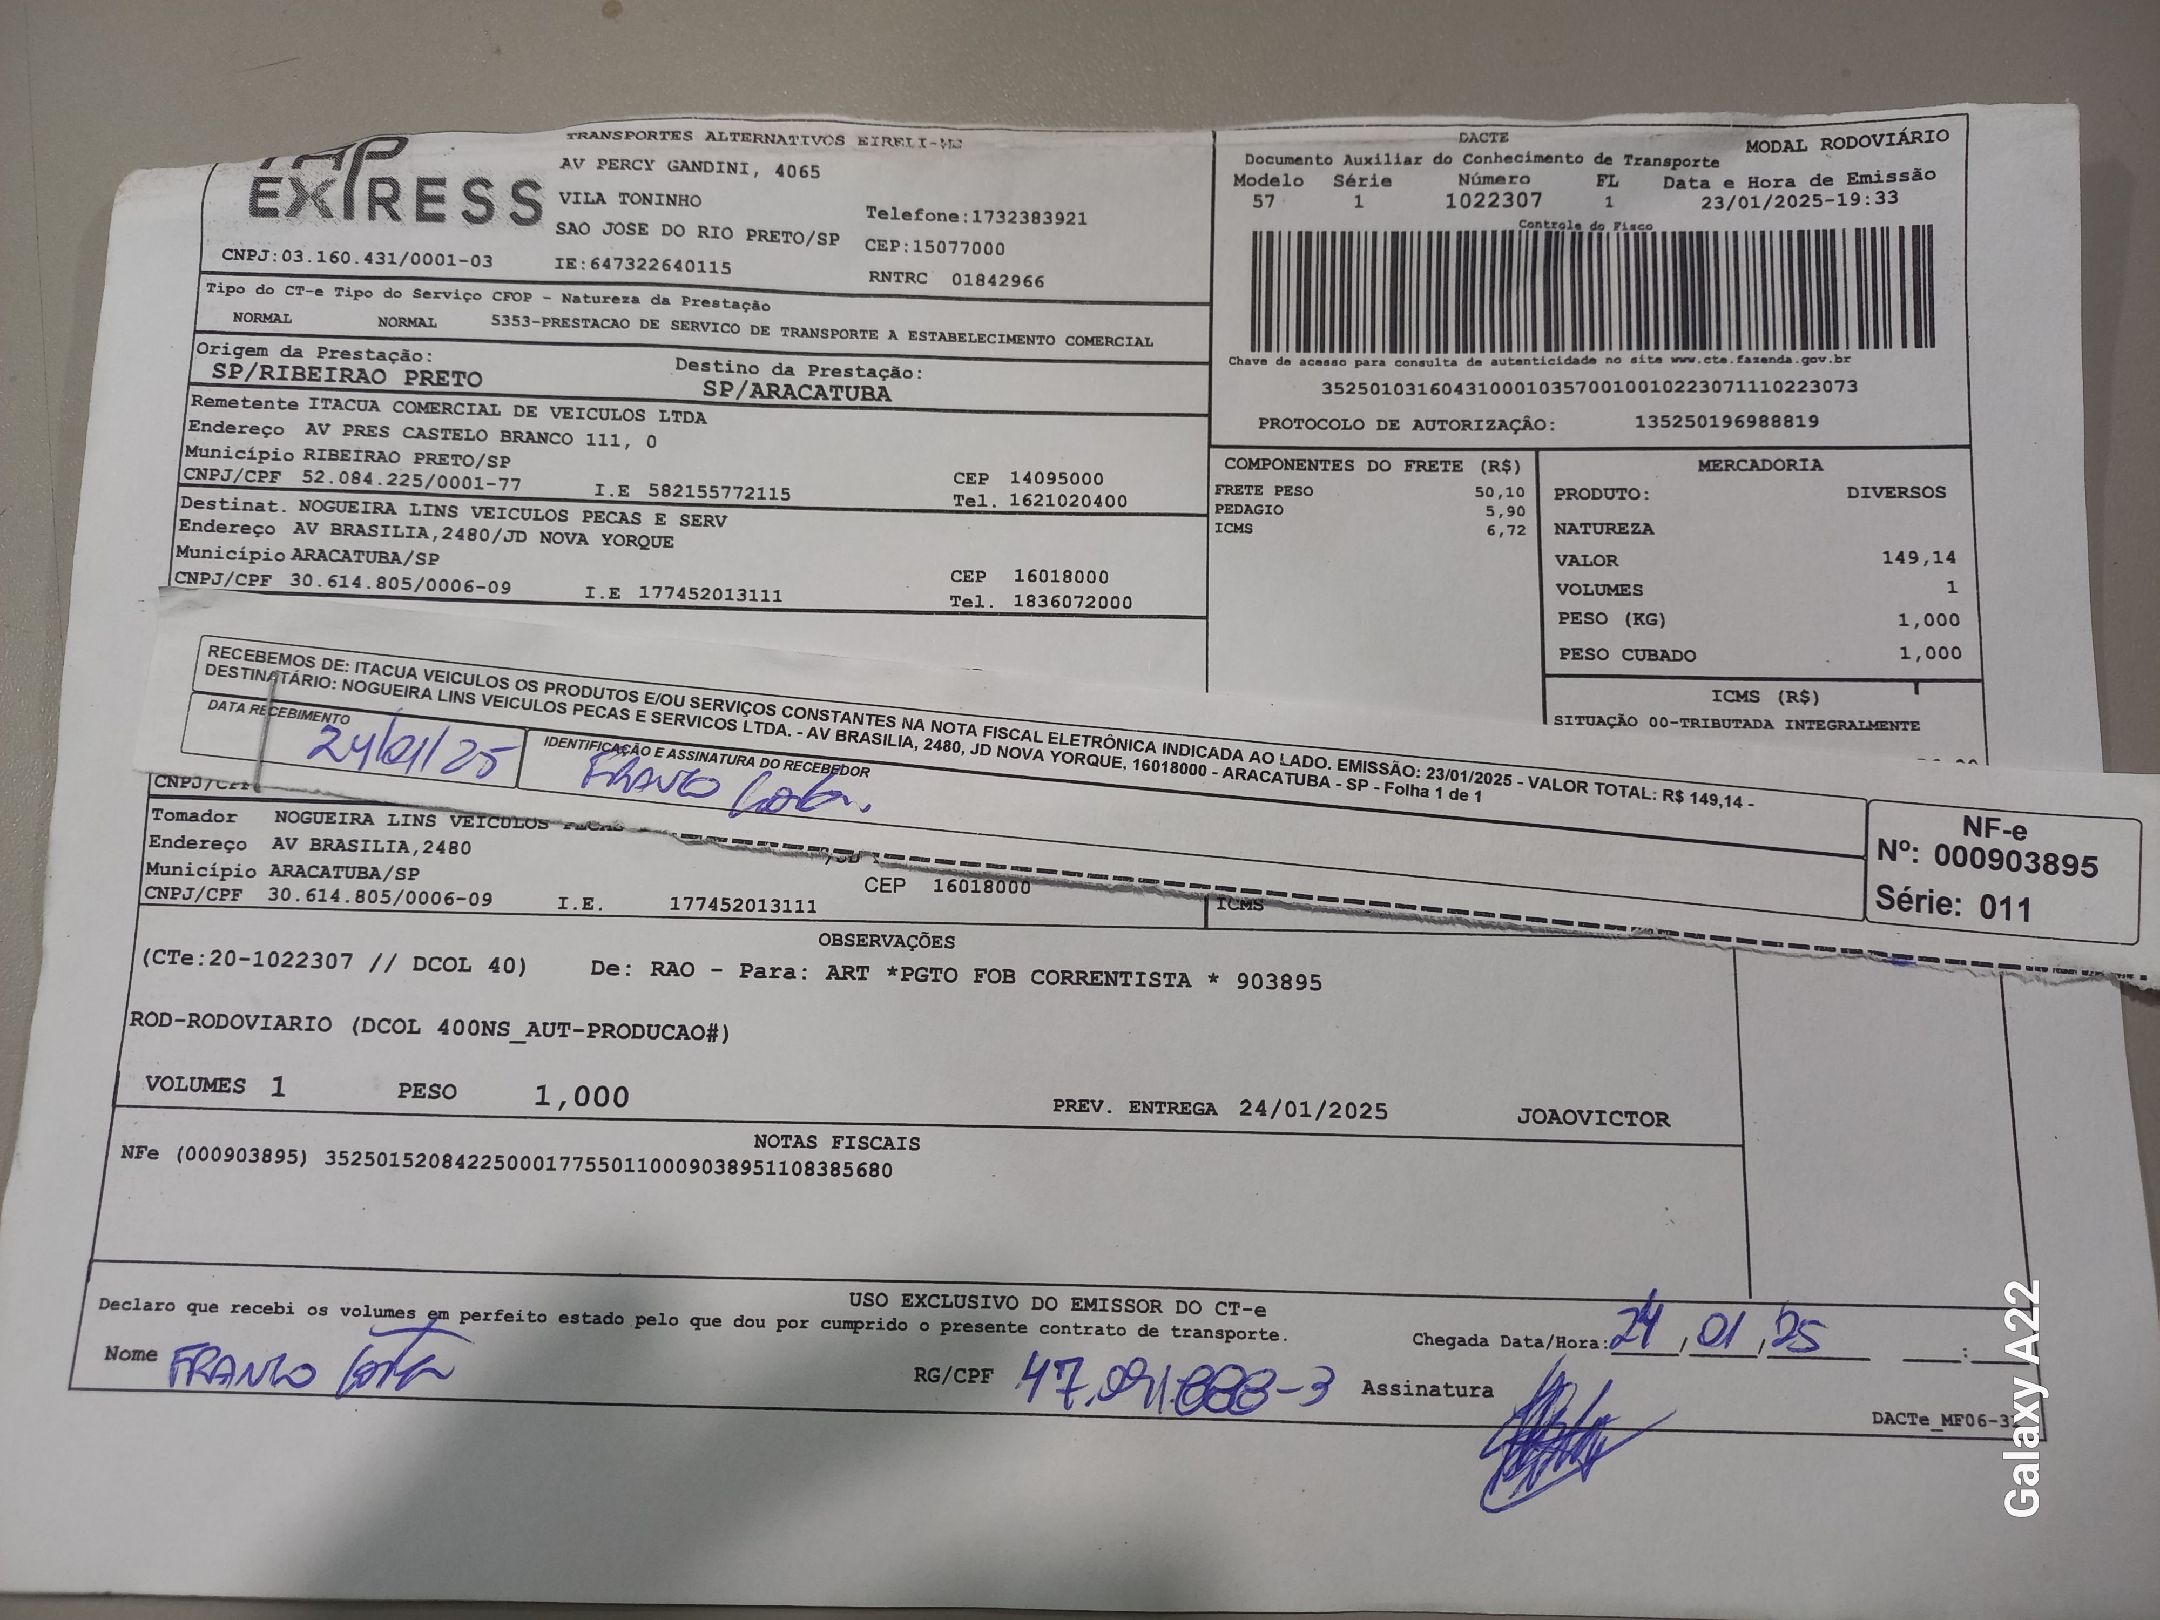 EXPRESS
TRANSPORTES ALTERNATIVOS EIRELI-ME
AV PERCY GANDINI, 4065
VILA TONINHO
SAO JOSE DO RIO PRETO/SP
Telefone:1732383921
CEP:15077000
CNPJ:03.160.431/0001-03 IE:647322640115 RNTRC 01842966
Tipo do CT-e Tipo do Serviço CFOP - Natureza da Prestação
NORMAL NORMAL 5353-PRESTACAO DE SERVICO DE TRANSPORTE A ESTABELECIMENTO COMERCIAL
Origem da Prestação: Destino da Prestação:
SP/RIBEIRAO PRETO SP/ARACATUBA
Remetente ITACUA COMERCIAL DE VEICULOS LTDA
Endereço AV PRES CASTELO BRANCO 111, 0
Município RIBEIRAO PRETO/SP CEP 14095000
CNPJ/CPF 52.084.225/0001-77 I.E 582155772115 Tel. 1621020400
Destinat. NOGUEIRA LINS VEICULOS PECAS E SERV
Endereço AV BRASILIA,2480/JD NOVA YORQUE
Município ARACATUBA/SP CEP 16018000
CNPJ/CPF 30.614.805/0006-09 I.E 177452013111 Tel. 1836072000
DACTE MODAL RODOVIÁRIO
Documento Auxiliar do Conhecimento de Transporte
Modelo Série Número FL Data e Hora de Emissão
57 1 1022307 1 23/01/2025-19:33
Controle do Fisco
Chave de acesso para consulta de autenticidade no site www.cte.fazenda.gov.br
35250103160431000103570010010223071110223073
PROTOCOLO DE AUTORIZAÇÃO: 135250196988819
COMPONENTES DO FRETE (R$)
FRETE PESO 50,10
PEDAGIO 5,90
ICMS 6,72
MERCADORIA
PRODUTO: DIVERSOS
NATUREZA
VALOR 149,14
VOLUMES 1
PESO (KG) 1,000
PESO CUBADO 1,000
ICMS (R$)
SITUAÇÃO 00-TRIBUTADA INTEGRALMENTE
RECEBEMOS DE: ITACUA VEICULOS OS PRODUTOS E/OU SERVIÇOS CONSTANTES NA NOTA FISCAL ELETRÔNICA INDICADA AO LADO. EMISSÃO: 23/01/2025 - VALOR TOTAL: R$ 149,14 -
DESTINATÁRIO: NOGUEIRA LINS VEICULOS PECAS E SERVICOS LTDA. - AV BRASILIA, 2480, JD NOVA YORQUE, 16018000 - ARACATUBA - SP - Folha 1 de 1
DATA RECEBIMENTO IDENTIFICAÇÃO E ASSINATURA DO RECEBEDOR
24/01/25
NF-e
Nº: 000903895
Série: 011
CNPJ/CPF
Tomador NOGUEIRA LINS VEICULOS PECAS
Endereço AV BRASILIA,2480
Município ARACATUBA/SP CEP 16018000
CNPJ/CPF 30.614.805/0006-09 I.E. 177452013111
ICMS
OBSERVAÇÕES
(CTe:20-1022307 // DCOL 40) De: RAO - Para: ART *PGTO FOB CORRENTISTA * 903895
ROD-RODOVIARIO (DCOL 400NS_AUT-PRODUCAO#)
VOLUMES 1 PESO 1,000 PREV. ENTREGA 24/01/2025 JOAOVICTOR
NOTAS FISCAIS
NFe (000903895) 35250152084225000177550110009038951108385680
USO EXCLUSIVO DO EMISSOR DO CT-e
Declaro que recebi os volumes em perfeito estado pelo que dou por cumprido o presente contrato de transporte.
Chegada Data/Hora: 24, 01, 25 :
Nome RG/CPF Assinatura
DACTe_MF06-3
Galaxy A22